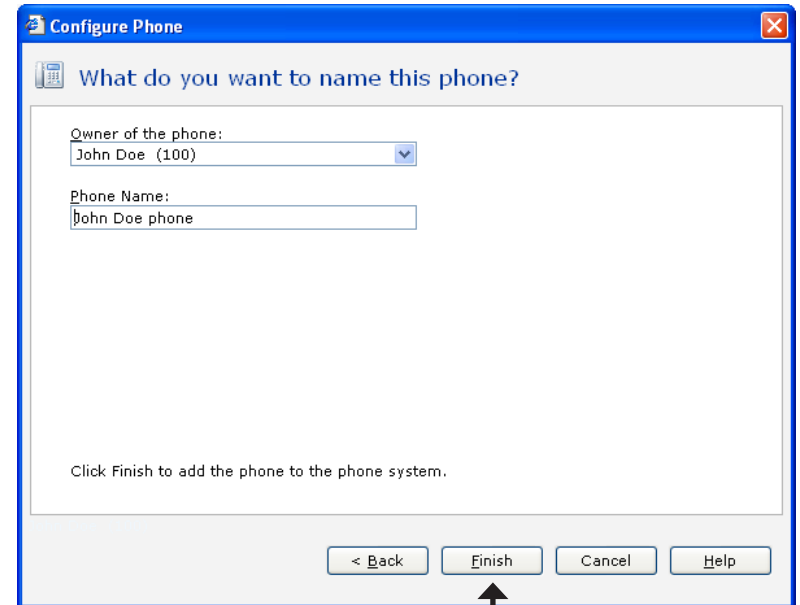 Configure Phone
What do you want to name this phone?
Owner of the phone:
John Doe (100)
Phone Name:
John Doe phone
Click Finish to add the phone to the phone system.
< Back Finish Cancel Help